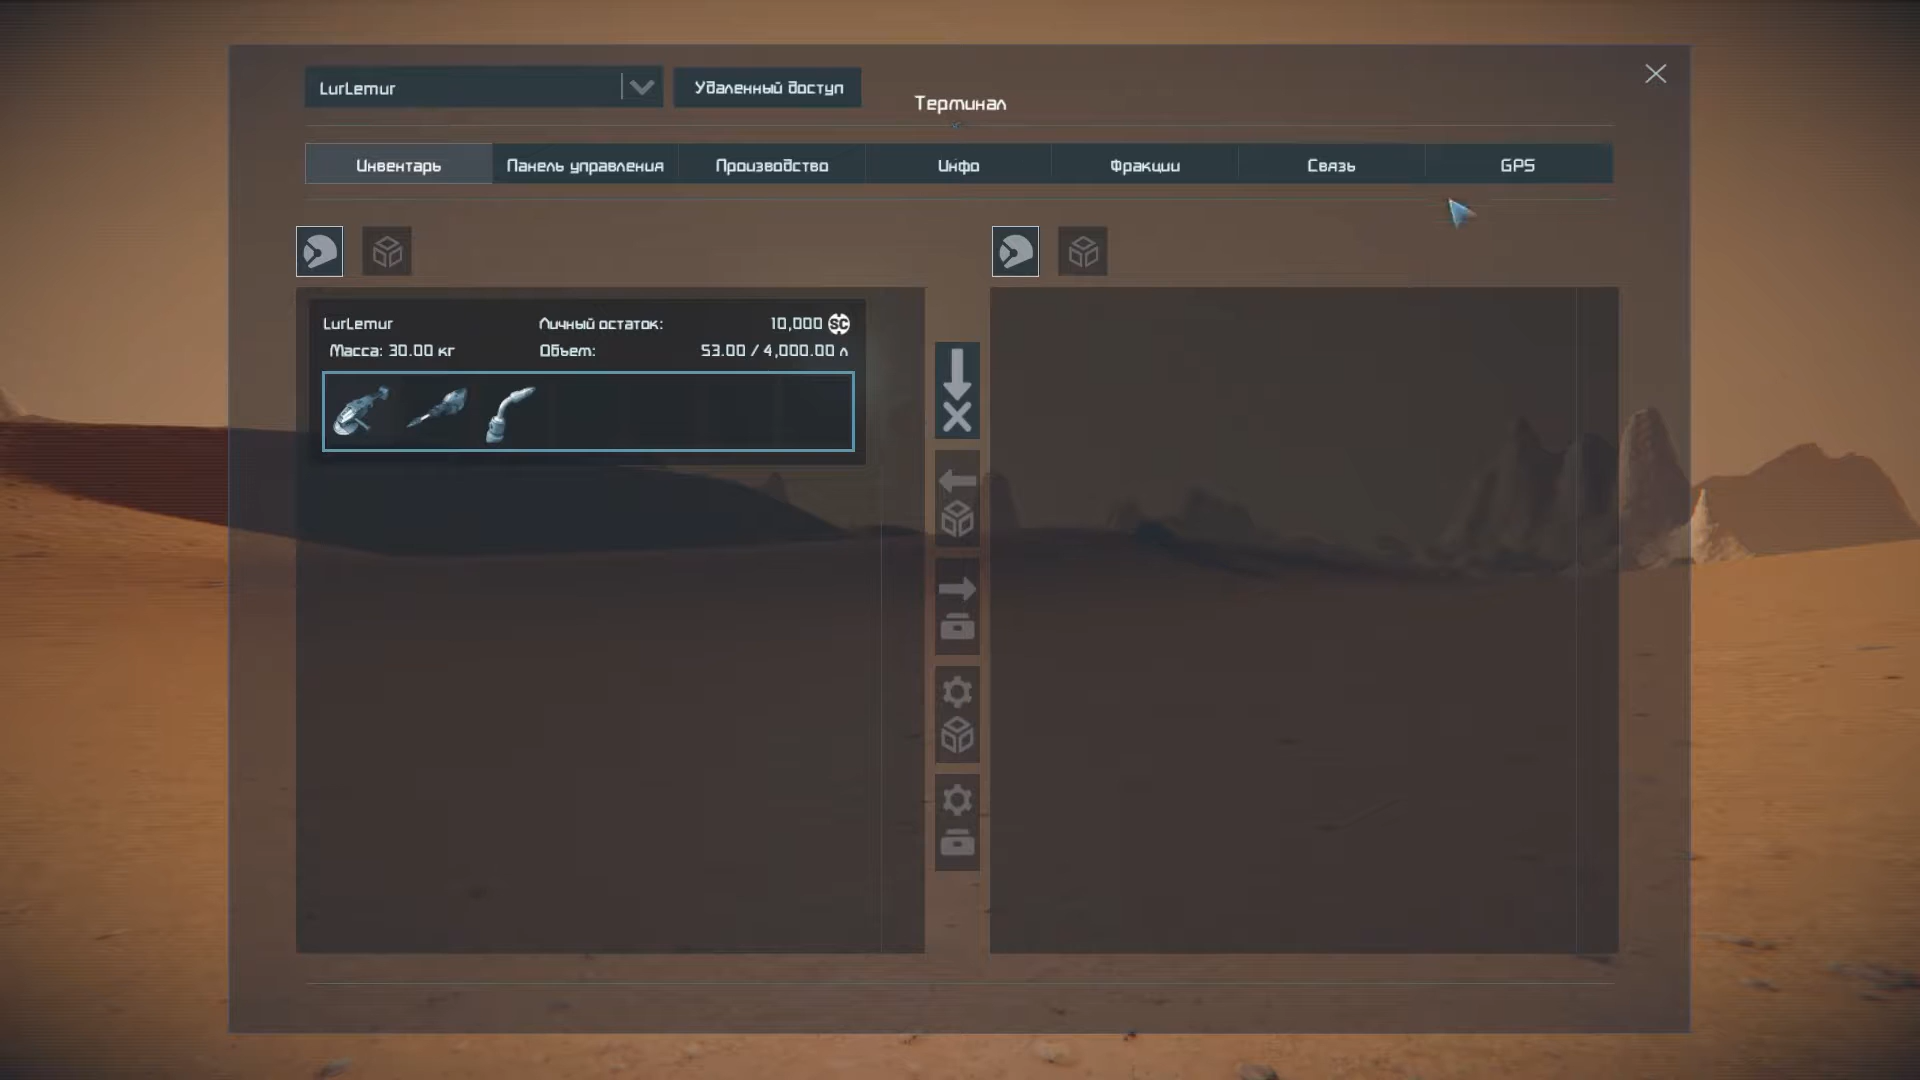 LurLemur
Удаленный доступ
Терминал
Инвентарь
Панель управления
Производство
Инфо
Фракции
Связь
GPS
LurLemur
Личный остаток:
10,000 SC
Масса: 30.00 кг
Объем:
53.00 / 4,000.00 л